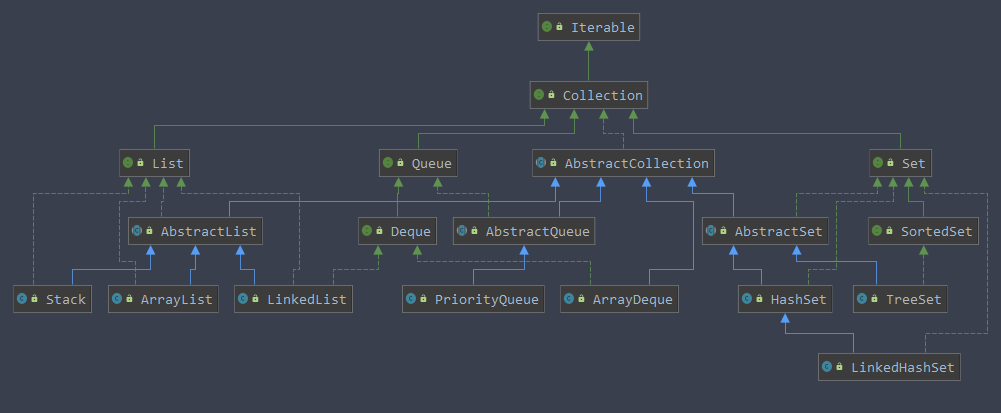 Iterable
Collection
List
Queue
AbstractCollection
Set
AbstractList
Deque
AbstractQueue
AbstractSet
SortedSet
Stack
ArrayList
LinkedList
PriorityQueue
ArrayDeque
HashSet
TreeSet
LinkedHashSet